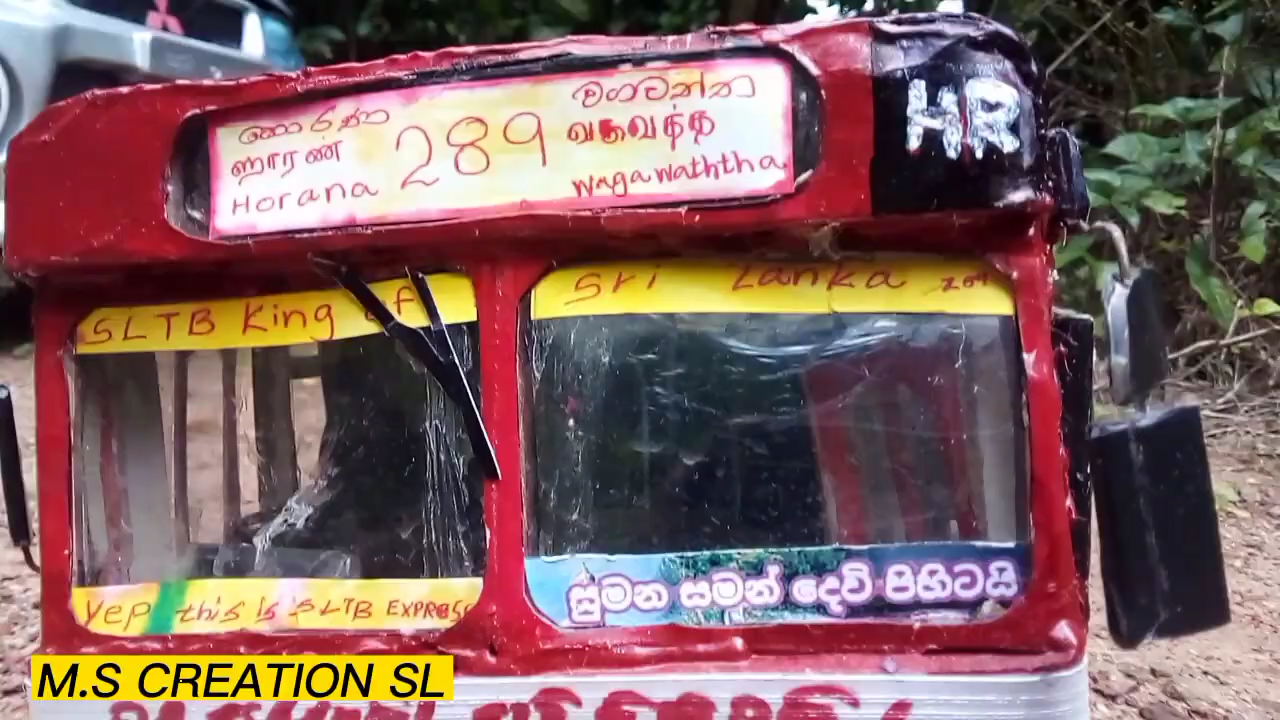 හොරණ
ஹொரண
Horana
289
වගවත්ත
வகவத்த
Wagawaththa
HR
SLTB King of
Sri Lanka
සුමන සමන් දෙවි පිහිටයි
Yep this is SLTB EXPRESS
M.S CREATION SL